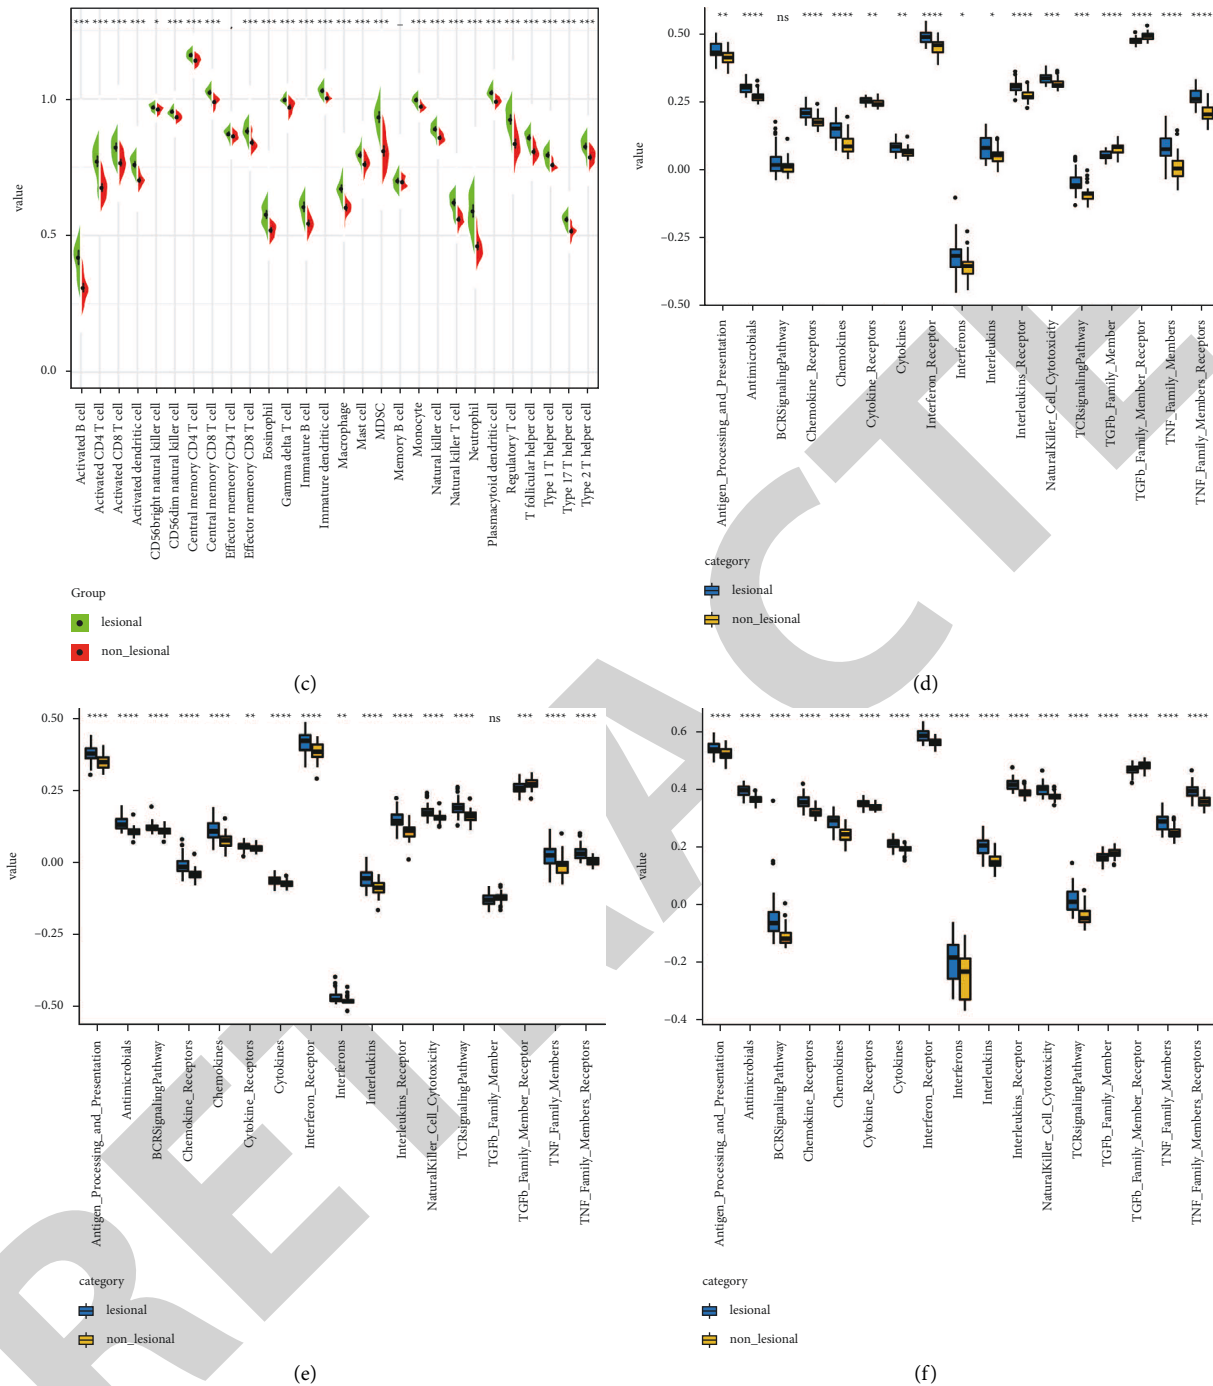 *** *** *** *** * *** *** *** . *** *** *** *** *** *** *** *** – *** *** *** *** *** *** *** *** *** ***
value
1.0
0.5
0.0
Activated B cell
Activated CD4 T cell
Activated CD8 T cell
Activated dendritic cell
CD56bright natural killer cell
CD56dim natural killer cell
Central memory CD4 T cell
Central memory CD8 T cell
Effector memeory CD4 T cell
Effector memeory CD8 T cell
Eosinophil
Gamma delta T cell
Immature B cell
Immature dendritic cell
Macrophage
Mast cell
MDSC
Memory B cell
Monocyte
Natural killer cell
Natural killer T cell
Neutrophil
Plasmacytoid dendritic cell
Regulatory T cell
T follicular helper cell
Type 1 T helper cell
Type 17 T helper cell
Type 2 T helper cell
Group
lesional
non_lesional
(c)
** **** ns **** **** ** ** **** * * **** *** *** **** **** **** ****
value
0.50
0.25
0.00
−0.25
−0.50
Antigen_Processing_and_Presentation
Antimicrobials
BCRSignalingPathway
Chemokine_Receptors
Chemokines
Cytokine_Receptors
Cytokines
Interferon_Receptor
Interferons
Interleukins
Interleukins_Receptor
NaturalKiller_Cell_Cytotoxicity
TCRsignalingPathway
TGFb_Family_Member
TGFb_Family_Member_Receptor
TNF_Family_Members
TNF_Family_Members_Receptors
category
lesional
non_lesional
(d)
**** **** **** **** **** ** **** **** ** **** **** **** **** ns *** **** ****
value
0.50
0.25
0.00
−0.25
−0.50
Antigen_Processing_and_Presentation
Antimicrobials
BCRSignalingPathway
Chemokine_Receptors
Chemokines
Cytokine_Receptors
Cytokines
Interferon_Receptor
Interferons
Interleukins
Interleukins_Receptor
NaturalKiller_Cell_Cytotoxicity
TCRsignalingPathway
TGFb_Family_Member
TGFb_Family_Member_Receptor
TNF_Family_Members
TNF_Family_Members_Receptors
category
lesional
non_lesional
(e)
**** **** **** **** **** **** **** **** **** **** **** **** **** **** **** **** ****
value
0.6
0.4
0.2
0.0
−0.2
−0.4
Antigen_Processing_and_Presentation
Antimicrobials
BCRSignalingPathway
Chemokine_Receptors
Chemokines
Cytokine_Receptors
Cytokines
Interferon_Receptor
Interferons
Interleukins
Interleukins_Receptor
NaturalKiller_Cell_Cytotoxicity
TCRsignalingPathway
TGFb_Family_Member
TGFb_Family_Member_Receptor
TNF_Family_Members
TNF_Family_Members_Receptors
category
lesional
non_lesional
(f)
RETRACTE